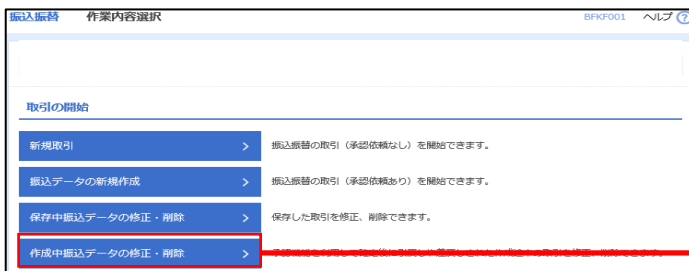 振込振替 作業内容選択 BFKF001 ヘルプ ?
取引の開始
新規取引 > 振込振替の取引（承認依頼なし）を開始できます。
振込データの新規作成 > 振込振替の取引（承認依頼あり）を開始できます。
保存中振込データの修正・削除 > 保存した取引を修正、削除できます。
作成中振込データの修正・削除 >